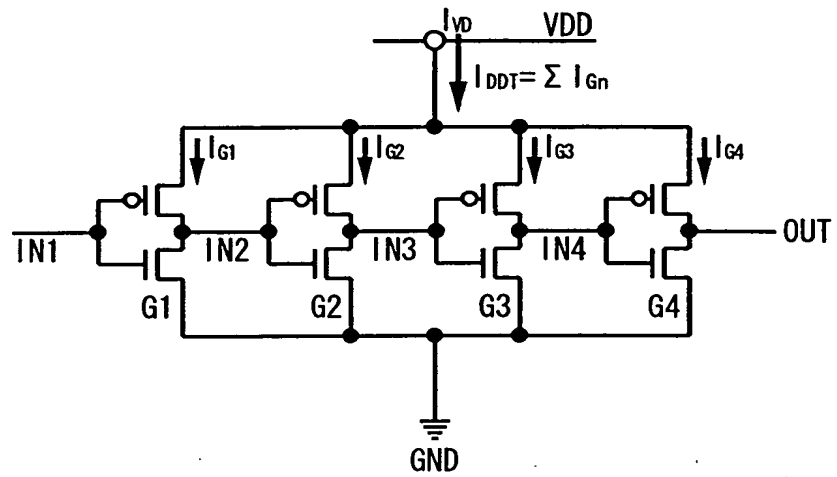 IVD VDD
IDDT=Σ IGn
IG1 IG2 IG3 IG4
IN1 IN2 IN3 IN4 OUT
G1 G2 G3 G4
GND